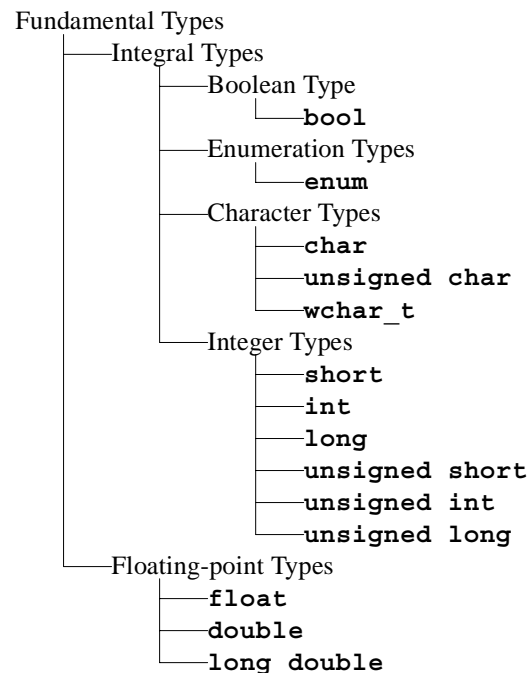 Fundamental Types
Integral Types
Boolean Type
bool
Enumeration Types
enum
Character Types
char
unsigned char
wchar_t
Integer Types
short
int
long
unsigned short
unsigned int
unsigned long
Floating-point Types
float
double
long double